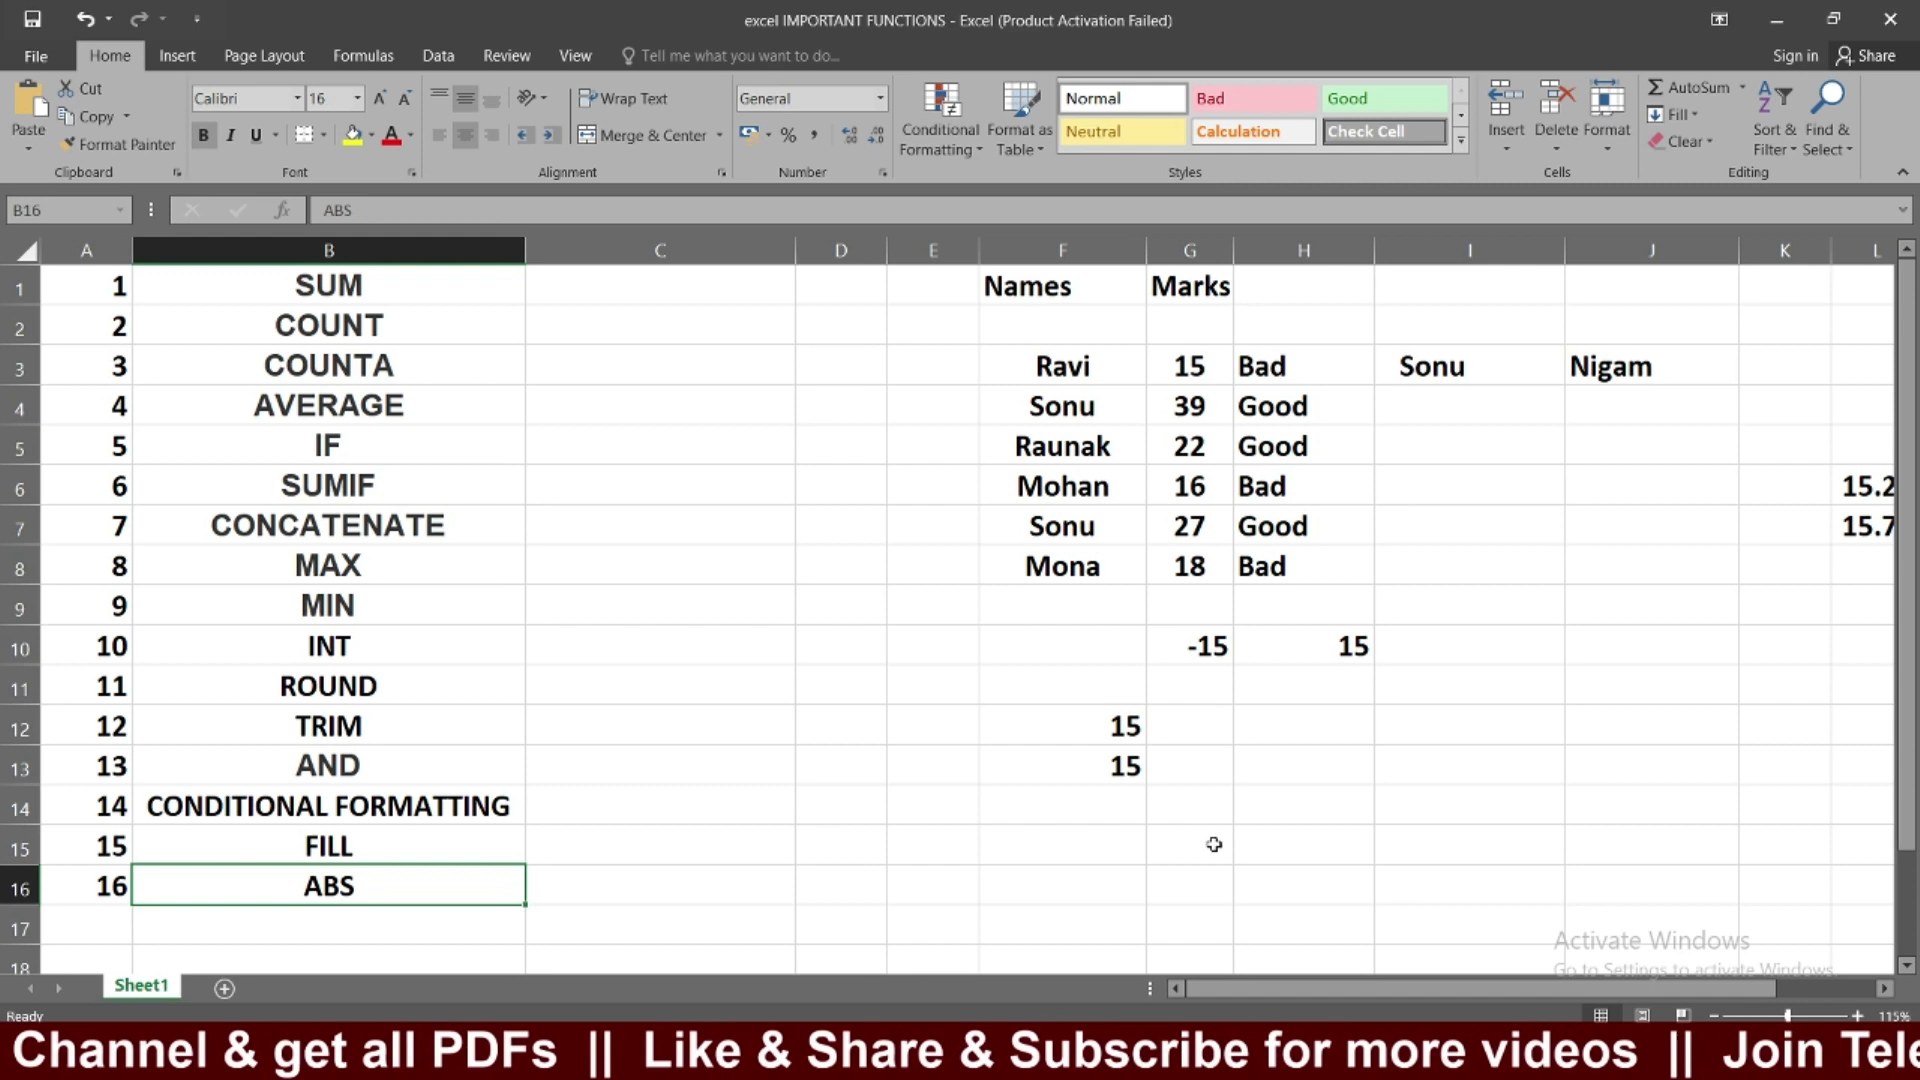 excel IMPORTANT FUNCTIONS - Excel (Product Activation Failed)
File Home Insert Page Layout Formulas Data Review View Tell me what you want to do... Sign in Share
Paste Cut Copy Format Painter
Calibri 16 B I U A
Wrap Text Merge & Center
General %
Conditional Formatting Format as Table
Normal Bad Good
Neutral Calculation Check Cell
Insert Delete Format
AutoSum Fill Clear Sort & Filter Find & Select
Clipboard Font Alignment Number Styles Cells Editing
B16 fx ABS
A B C D E F G H I J K L
1 1 SUM Names Marks
2 2 COUNT
3 3 COUNTA Ravi 15 Bad Sonu Nigam
4 4 AVERAGE Sonu 39 Good
5 5 IF Raunak 22 Good
6 6 SUMIF Mohan 16 Bad 15.2
7 7 CONCATENATE Sonu 27 Good 15.7
8 8 MAX Mona 18 Bad
9 9 MIN
10 10 INT -15 15
11 11 ROUND
12 12 TRIM 15
13 13 AND 15
14 14 CONDITIONAL FORMATTING
15 15 FILL
16 16 ABS
17
18
Activate Windows
Go to Settings to activate Windows.
Sheet1
Ready 115%
Channel & get all PDFs || Like & Share & Subscribe for more videos || Join Tele